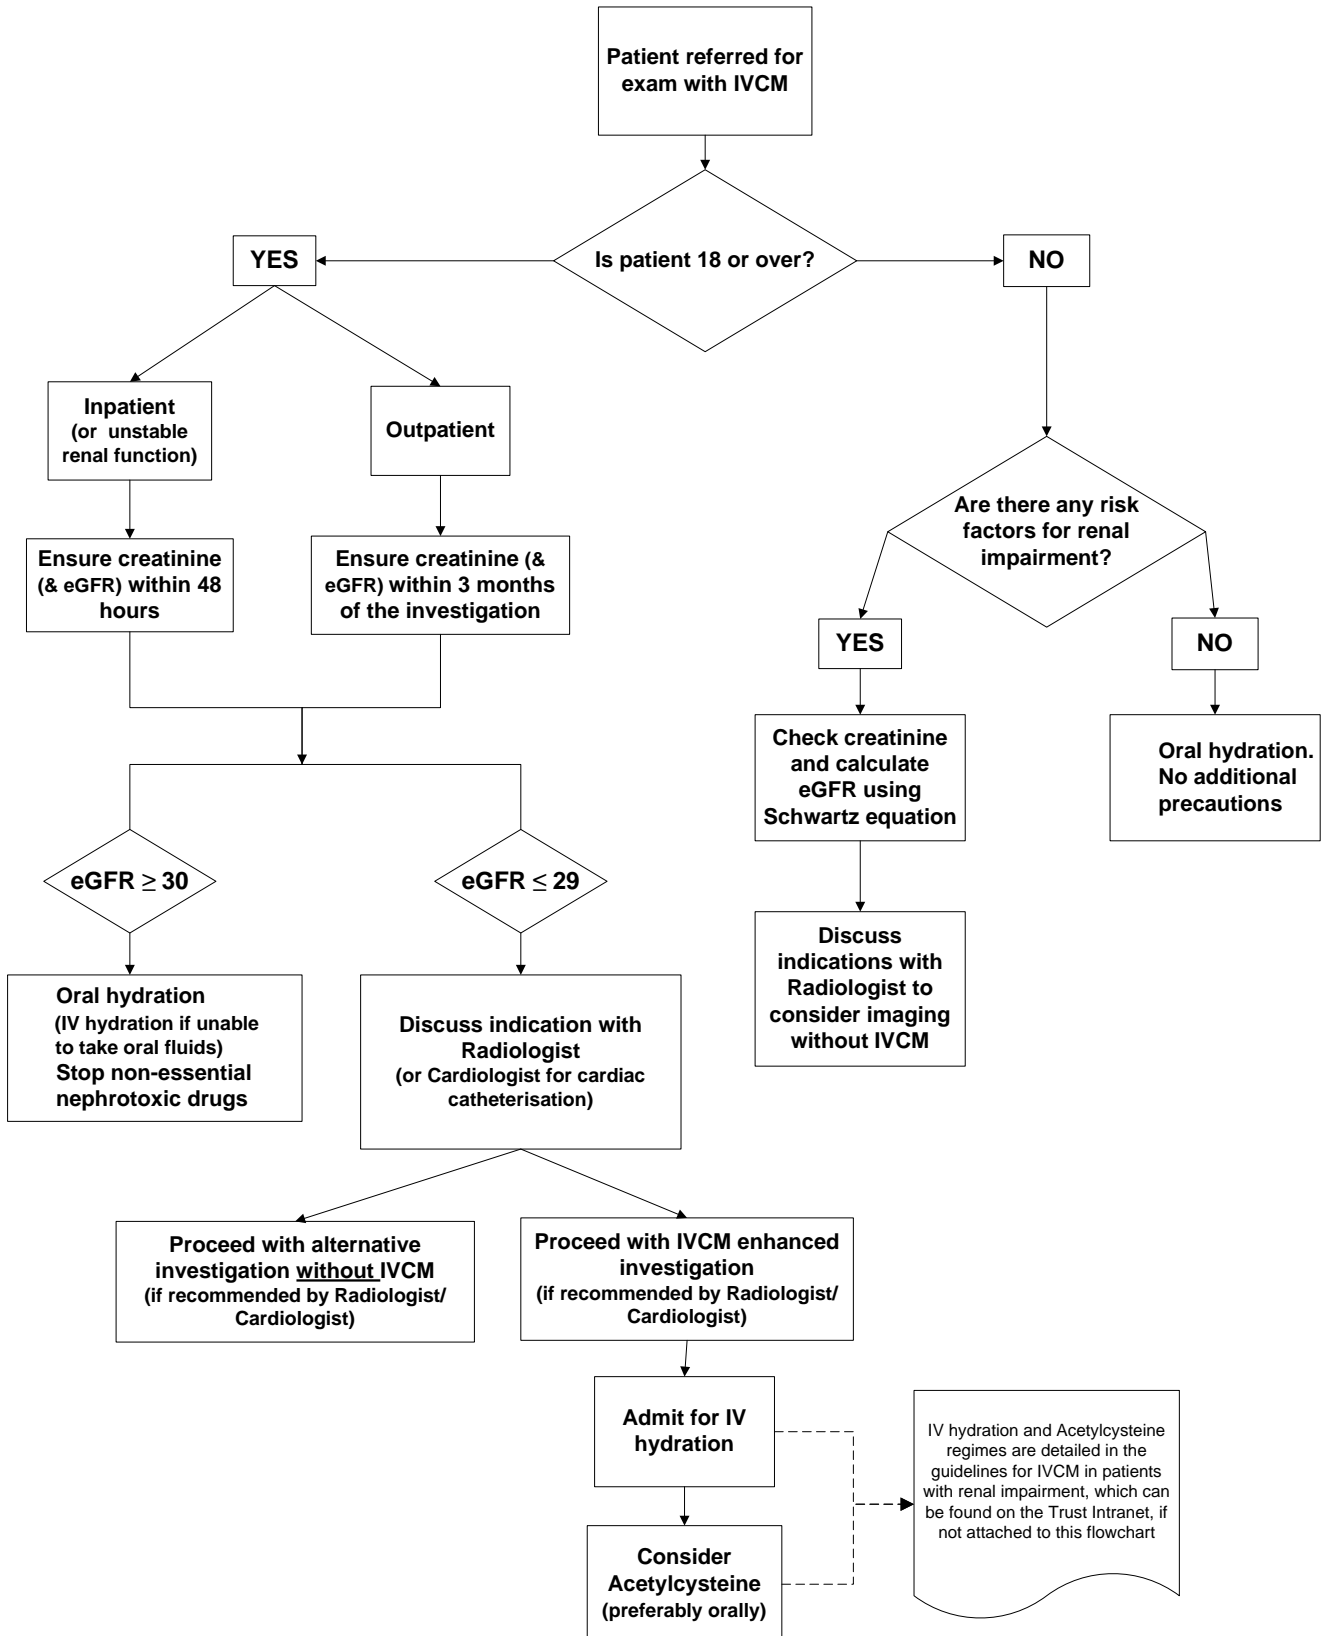 Patient referred for
exam with IVCM
Is patient 18 or over?
YES
NO
Inpatient
(or unstable
renal function)
Outpatient
Are there any risk
factors for renal
impairment?
Ensure creatinine
(& eGFR) within 48
hours
Ensure creatinine (&
eGFR) within 3 months
of the investigation
YES
NO
Check creatinine
and calculate
eGFR using
Schwartz equation
Oral hydration.
No additional
precautions
eGFR ≥ 30
eGFR ≤ 29
Discuss
indications with
Radiologist to
consider imaging
without IVCM
Oral hydration
(IV hydration if unable
to take oral fluids)
Stop non-essential
nephrotoxic drugs
Discuss indication with
Radiologist
(or Cardiologist for cardiac
catheterisation)
Proceed with alternative
investigation without IVCM
(if recommended by Radiologist/
Cardiologist)
Proceed with IVCM enhanced
investigation
(if recommended by Radiologist/
Cardiologist)
Admit for IV
hydration
IV hydration and Acetylcysteine
regimes are detailed in the
guidelines for IVCM in patients
with renal impairment, which can
be found on the Trust Intranet, if
not attached to this flowchart
Consider
Acetylcysteine
(preferably orally)